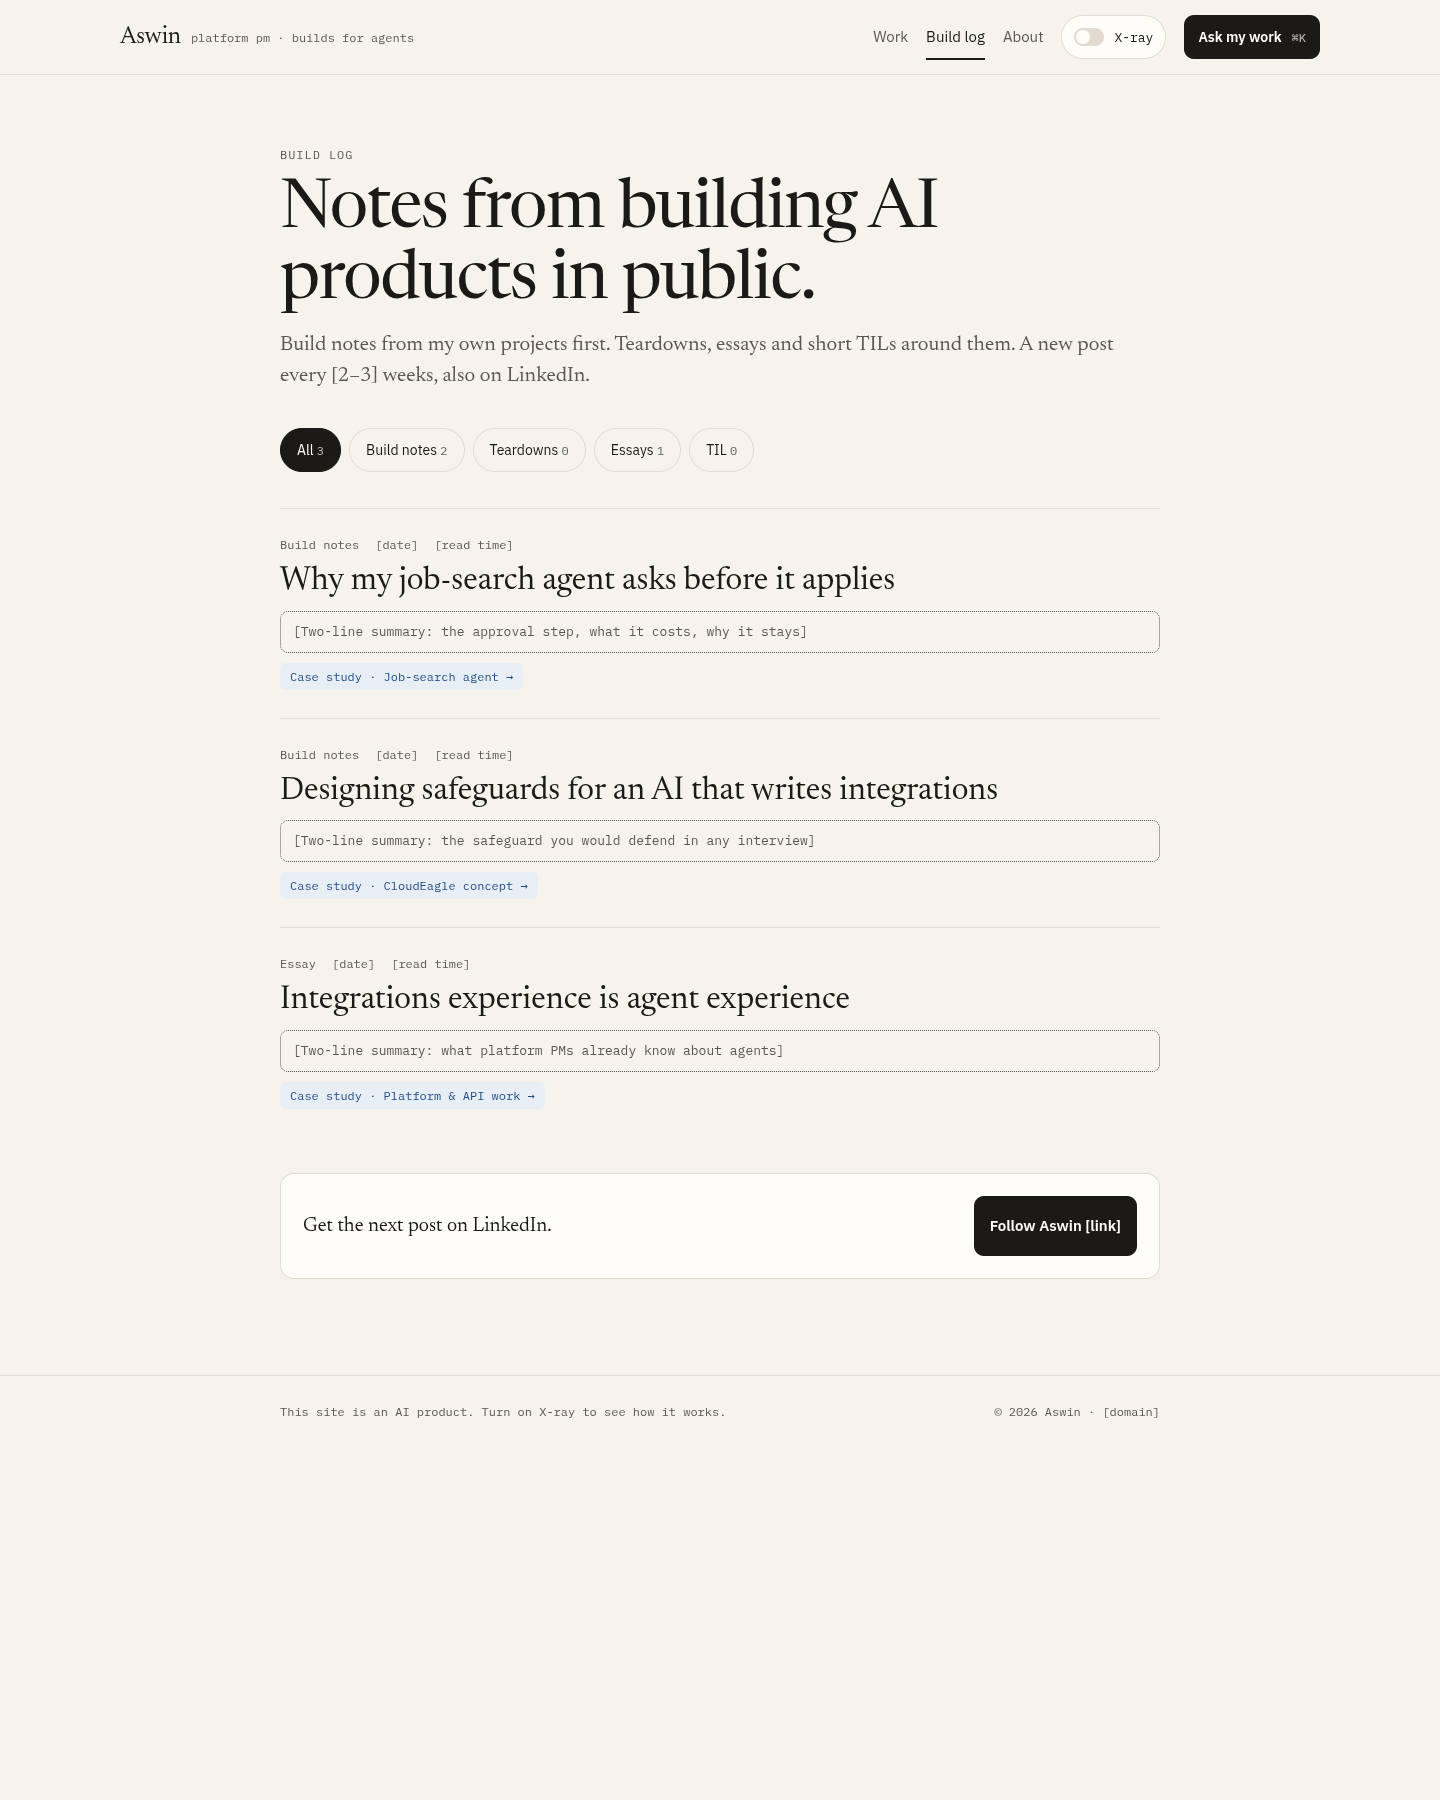 Aswin platform pm · builds for agents
Work Build log About X-ray Ask my work ⌘K
BUILD LOG
Notes from building AI
products in public.
Build notes from my own projects first. Teardowns, essays and short TILs around them. A new post
every [2–3] weeks, also on LinkedIn.
All 3 Build notes 2 Teardowns 0 Essays 1 TIL 0
Build notes [date] [read time]
Why my job-search agent asks before it applies
[Two-line summary: the approval step, what it costs, why it stays]
Case study · Job-search agent →
Build notes [date] [read time]
Designing safeguards for an AI that writes integrations
[Two-line summary: the safeguard you would defend in any interview]
Case study · CloudEagle concept →
Essay [date] [read time]
Integrations experience is agent experience
[Two-line summary: what platform PMs already know about agents]
Case study · Platform & API work →
Get the next post on LinkedIn.
Follow Aswin [link]
This site is an AI product. Turn on X-ray to see how it works.
© 2026 Aswin · [domain]